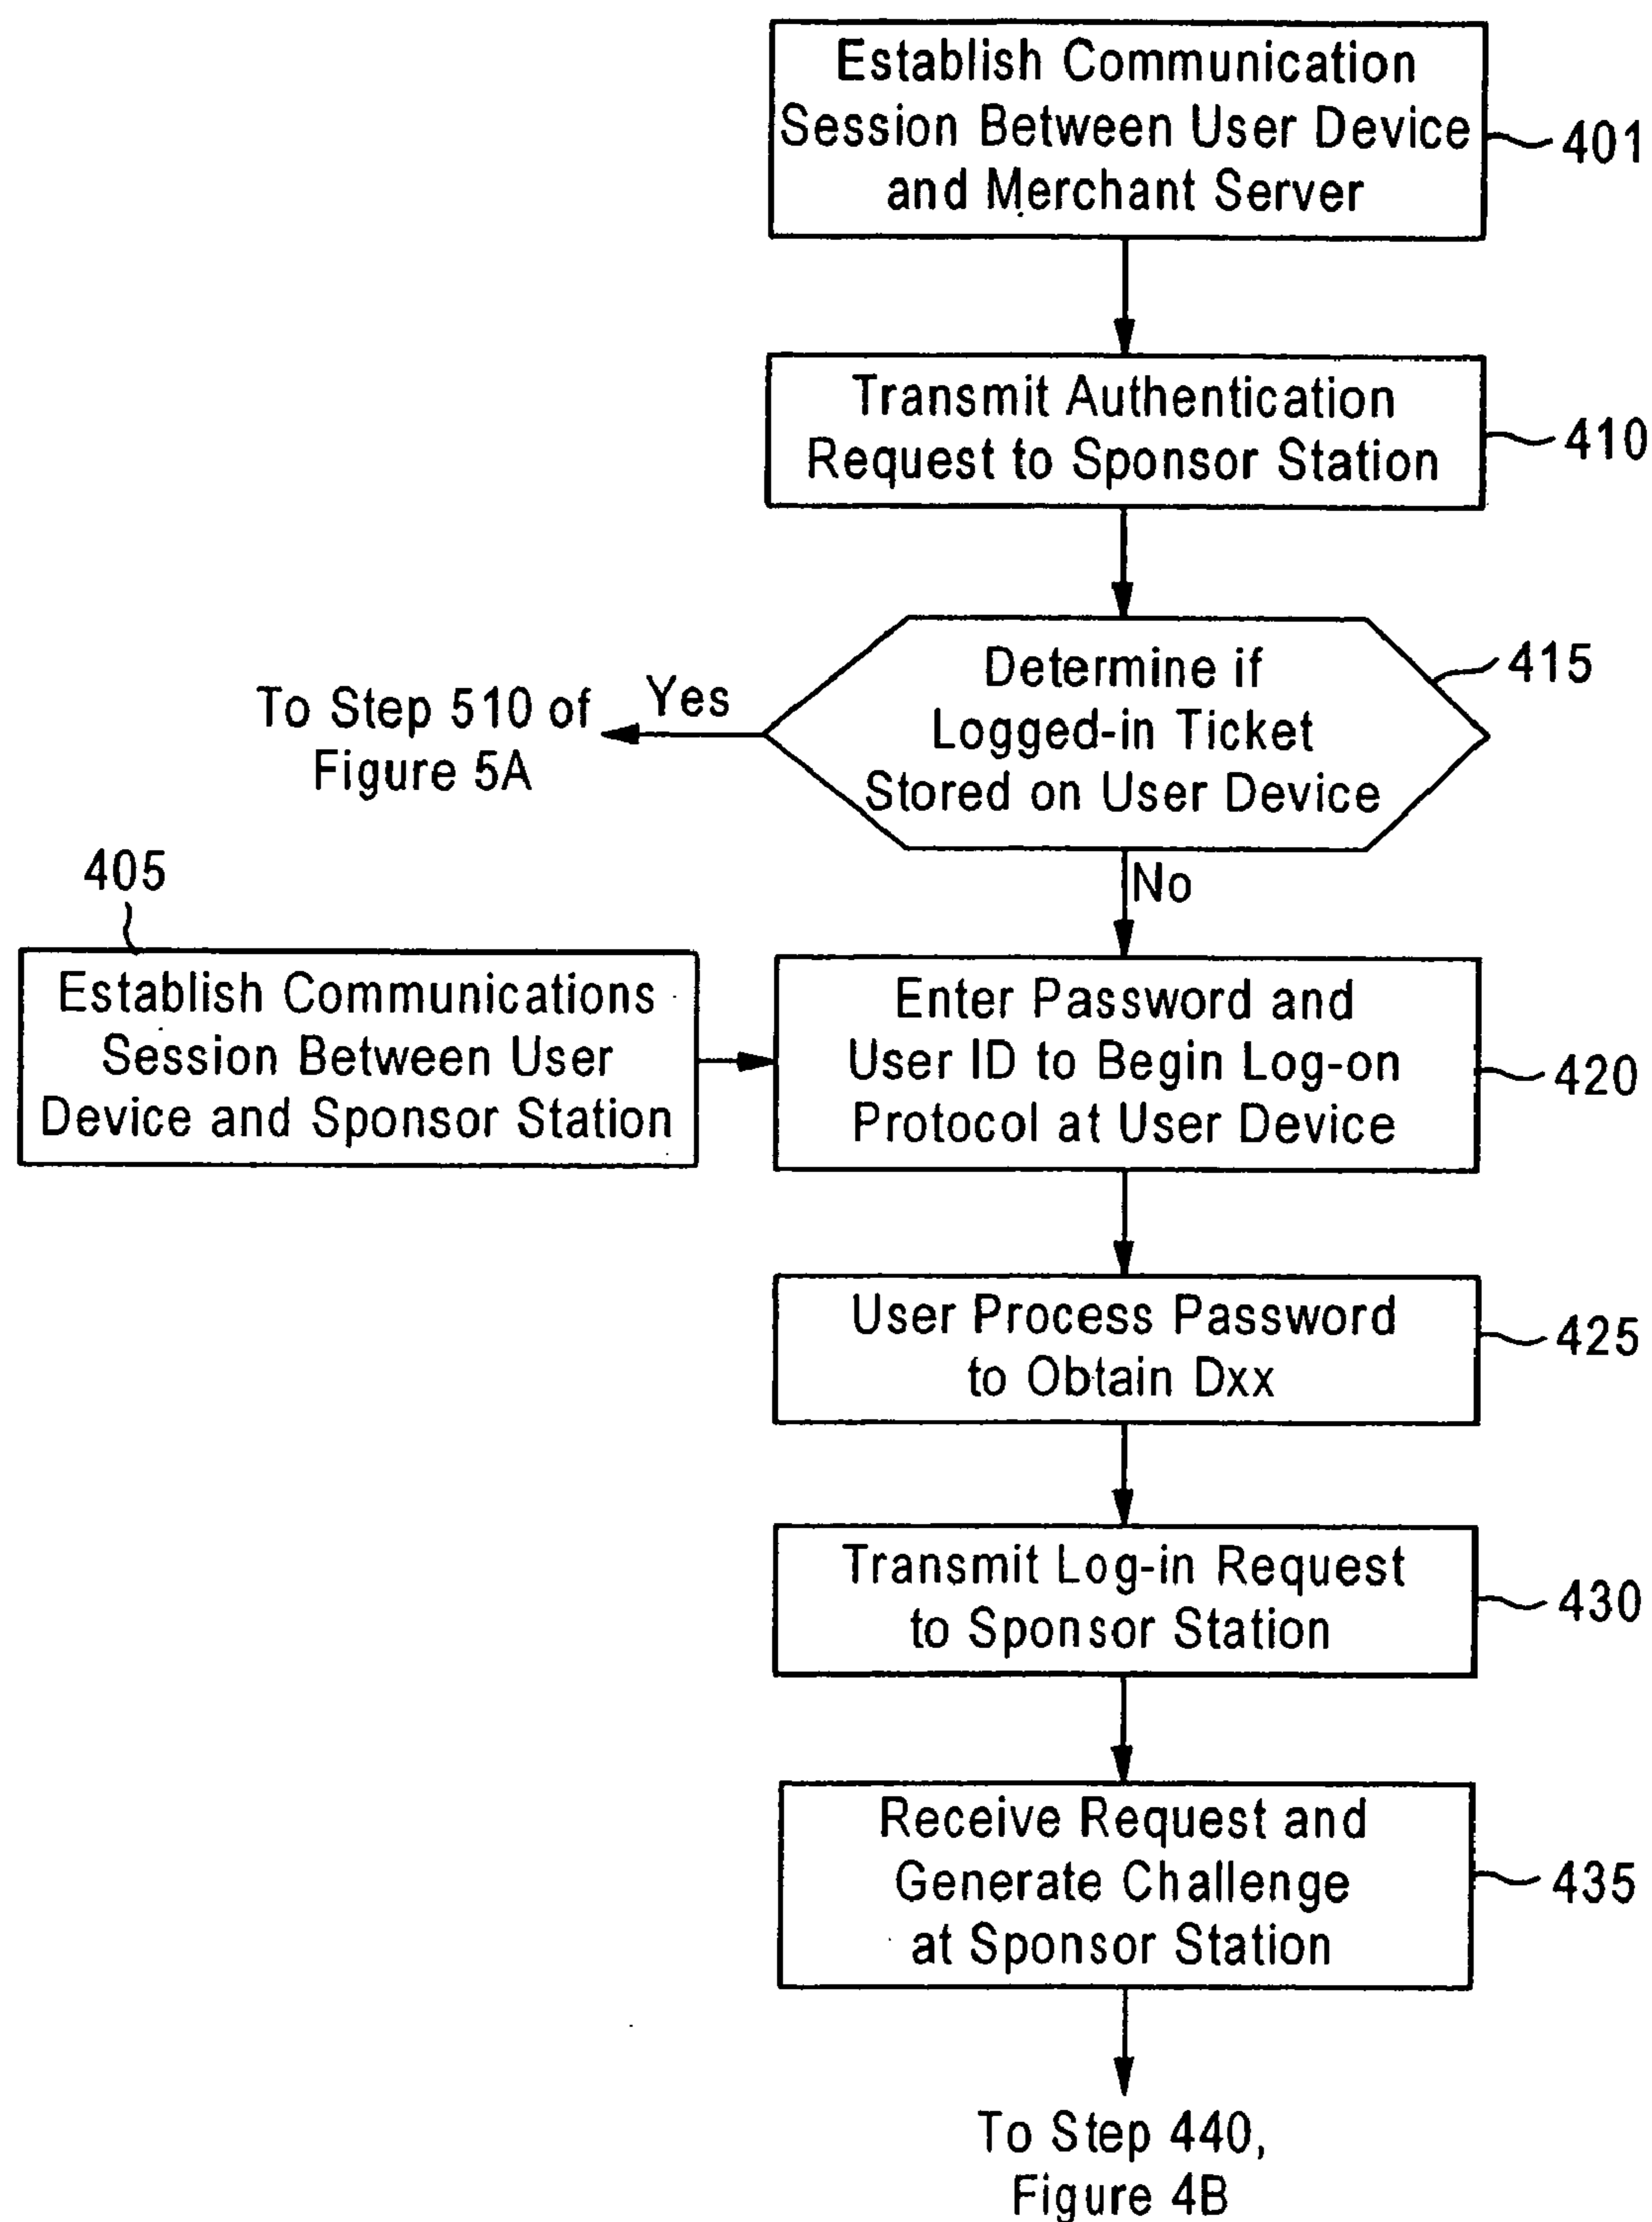 Establish Communication
Session Between User Device
and Merchant Server
401
Transmit Authentication
Request to Sponsor Station
410
Determine if
Logged-in Ticket
Stored on User Device
415
Yes
To Step 510 of
Figure 5A
No
405
Establish Communications
Session Between User
Device and Sponsor Station
Enter Password and
User ID to Begin Log-on
Protocol at User Device
420
User Process Password
to Obtain Dxx
425
Transmit Log-in Request
to Sponsor Station
430
Receive Request and
Generate Challenge
at Sponsor Station
435
To Step 440,
Figure 4B